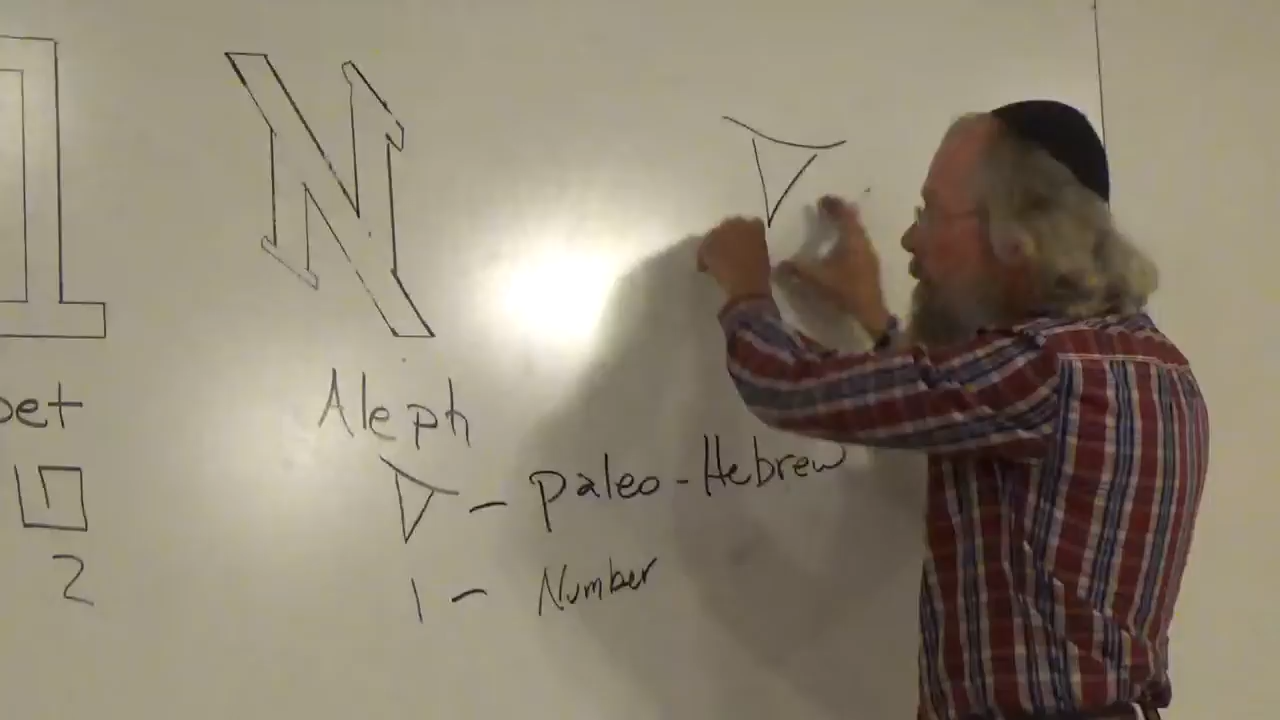 ב א
bet Aleph
- Paleo-Hebrew
2 1 - Number